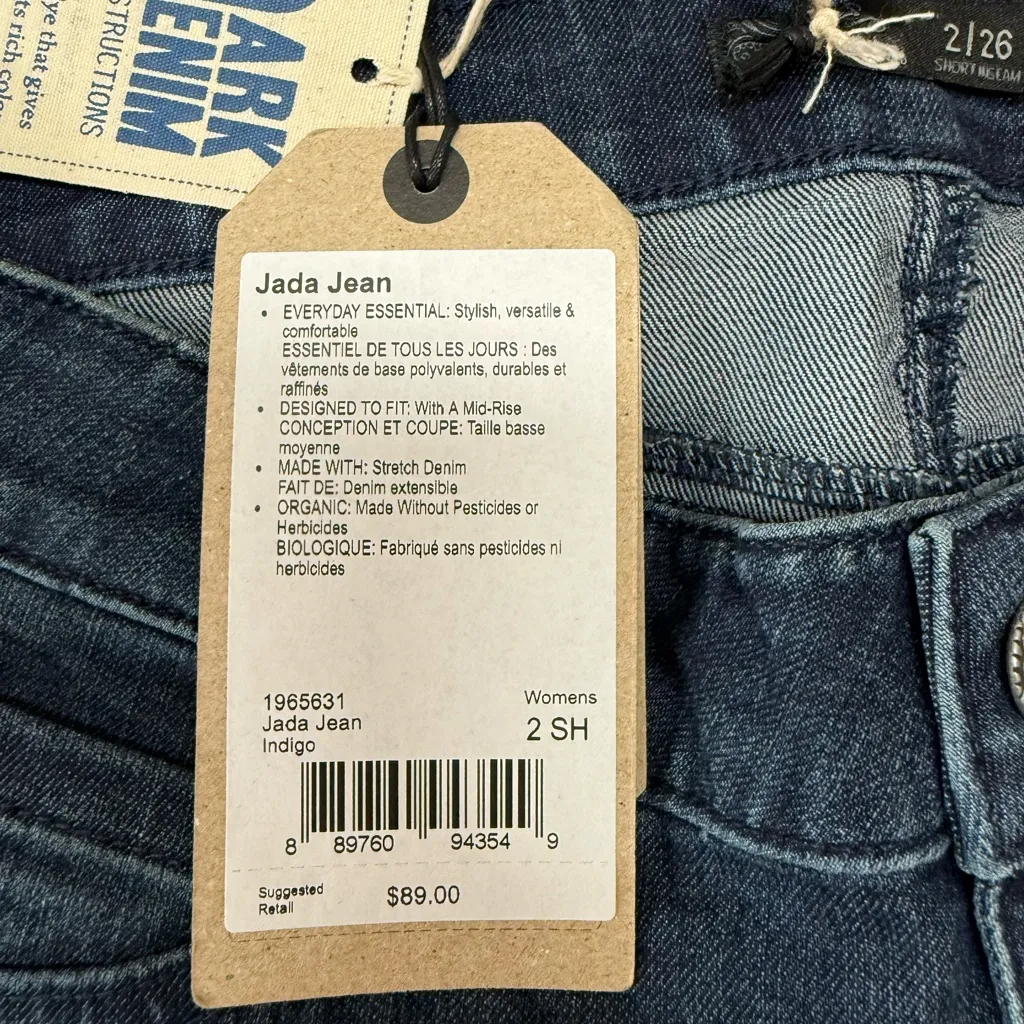 DARK
DENIM
STRUCTIONS
ye that gives
ts rich
2|26
SHORT INSEAM
Jada Jean
• EVERYDAY ESSENTIAL: Stylish, versatile &
comfortable
ESSENTIEL DE TOUS LES JOURS : Des
vêtements de base polyvalents, durables et
raffinés
• DESIGNED TO FIT: With A Mid-Rise
CONCEPTION ET COUPE: Taille basse
moyenne
• MADE WITH: Stretch Denim
FAIT DE: Denim extensible
• ORGANIC: Made Without Pesticides or
Herbicides
BIOLOGIQUE: Fabriqué sans pesticides ni
herbicides
1965631
Jada Jean
Indigo
Womens
2 SH
8 89760 94354 9
Suggested
Retail
$89.00